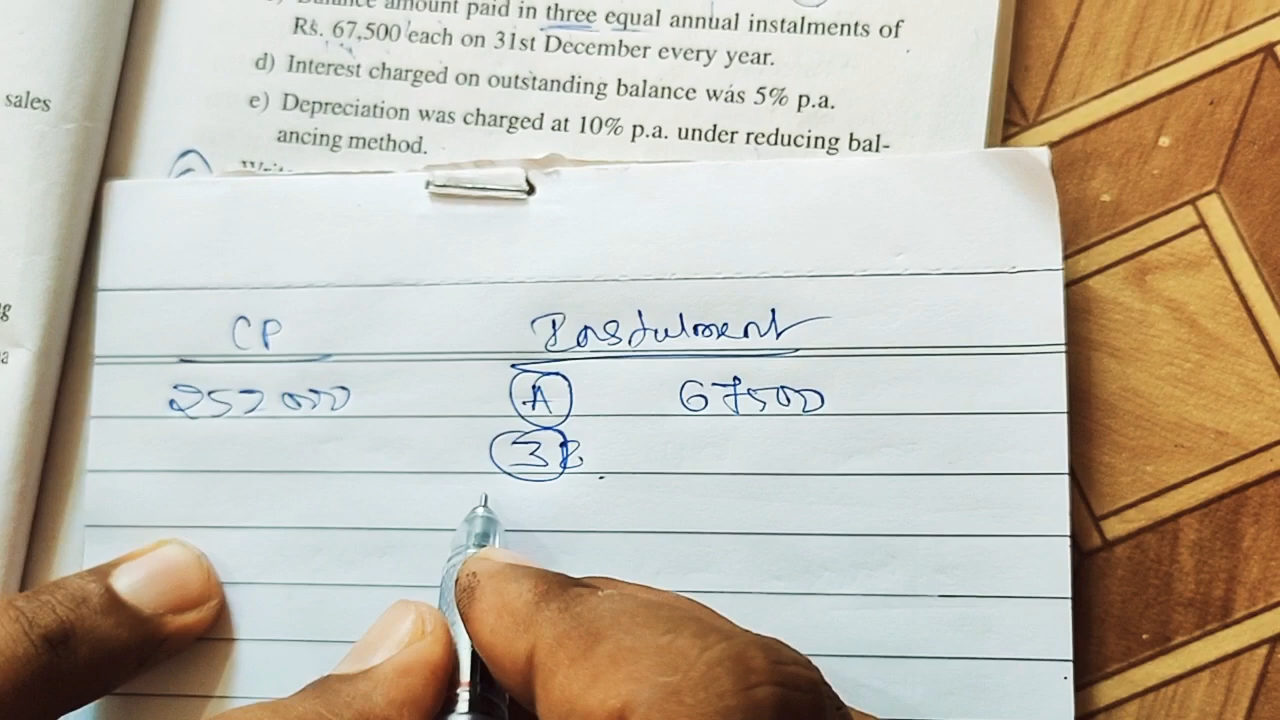 amount paid in three equal annual instalments of
Rs. 67,500 each on 31st December every year.
d) Interest charged on outstanding balance was 5% p.a.
e) Depreciation was charged at 10% p.a. under reducing bal-
ancing method.
sales
CP Instalment
A 67500
3